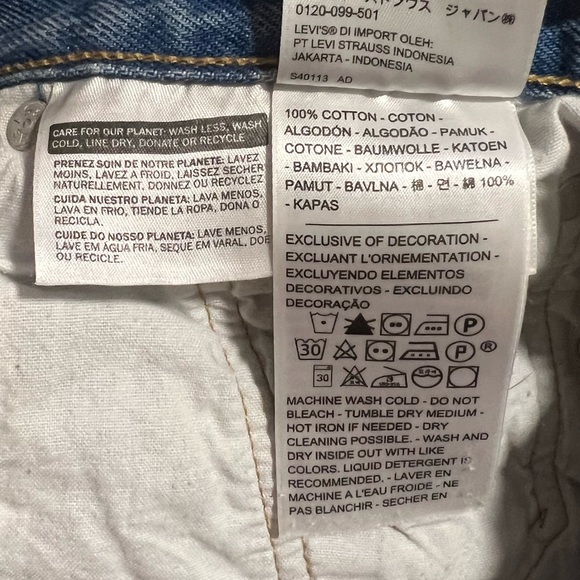 0120-099-501 ジャパン㈱
LEVI'S® DI IMPORT OLEH:
PT LEVI STRAUSS INDONESIA
JAKARTA - INDONESIA
S40113 AD
CARE FOR OUR PLANET: WASH LESS, WASH
COLD, LINE DRY, DONATE OR RECYCLE
PRENEZ SOIN DE NOTRE PLANETE: LAVEZ
MOINS, LAVEZ A FROID, LAISSEZ SECHER
NATURELLEMENT, DONNEZ OU RECYCLEZ
CUIDA NUESTRO PLANETA: LAVA MENOS,
LAVA EN FRIO, TIENDE LA ROPA, DONA O
RECICLA.
CUIDE DO NOSSO PLANETA: LAVE MENOS,
LAVE EM ÁGUA FRIA, SEQUE EM VARAL, DOE
OU RECICLE.
100% COTTON - COTON -
ALGODÓN - ALGODÃO - PAMUK -
COTONE - BAUMWOLLE - KATOEN
- BAMBAKI - ХЛОПОК - BAWEŁNA -
PAMUT - BAVLNA - 棉 - 면 - 綿 100%
- KAPAS
EXCLUSIVE OF DECORATION -
EXCLUANT L'ORNEMENTATION -
EXCLUYENDO ELEMENTOS
DECORATIVOS - EXCLUINDO
DECORAÇÃO
P
30 P ®
30
MACHINE WASH COLD - DO NOT
BLEACH - TUMBLE DRY MEDIUM -
HOT IRON IF NEEDED - DRY
CLEANING POSSIBLE. - WASH AND
DRY INSIDE OUT WITH LIKE
COLORS. LIQUID DETERGENT IS
RECOMMENDED. - LAVER EN
MACHINE A L'EAU FROIDE - NE
PAS BLANCHIR - SECHER EN